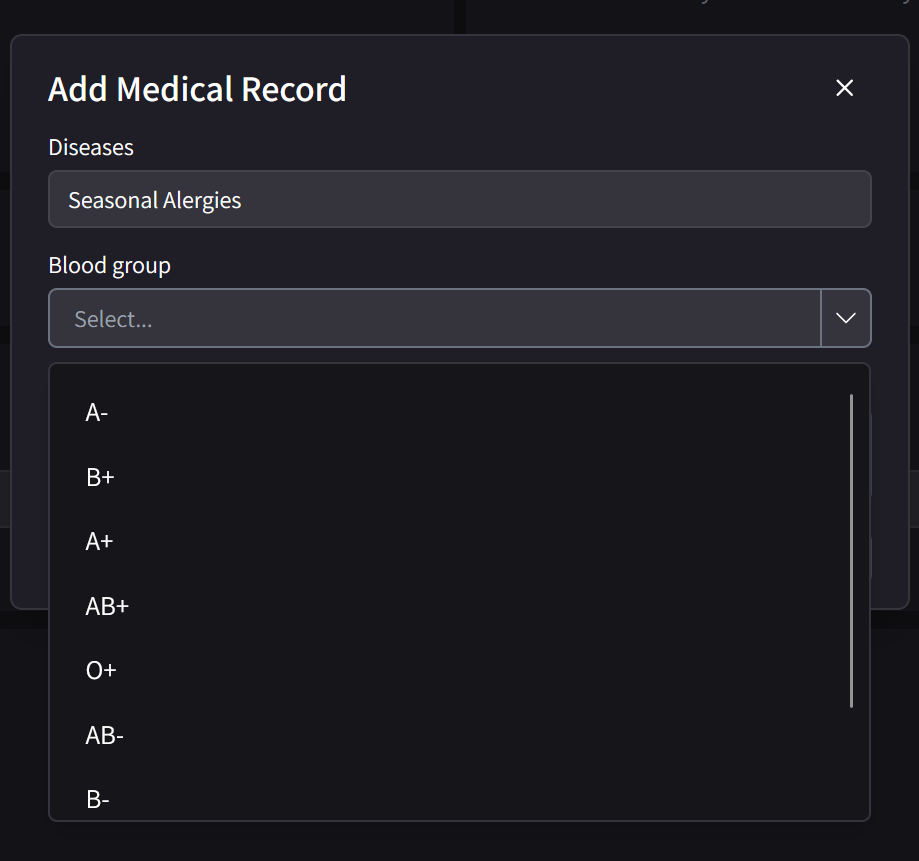 Add Medical Record
Diseases
Seasonal Alergies
Blood group
Select...
A-
B+
A+
AB+
O+
AB-
B-